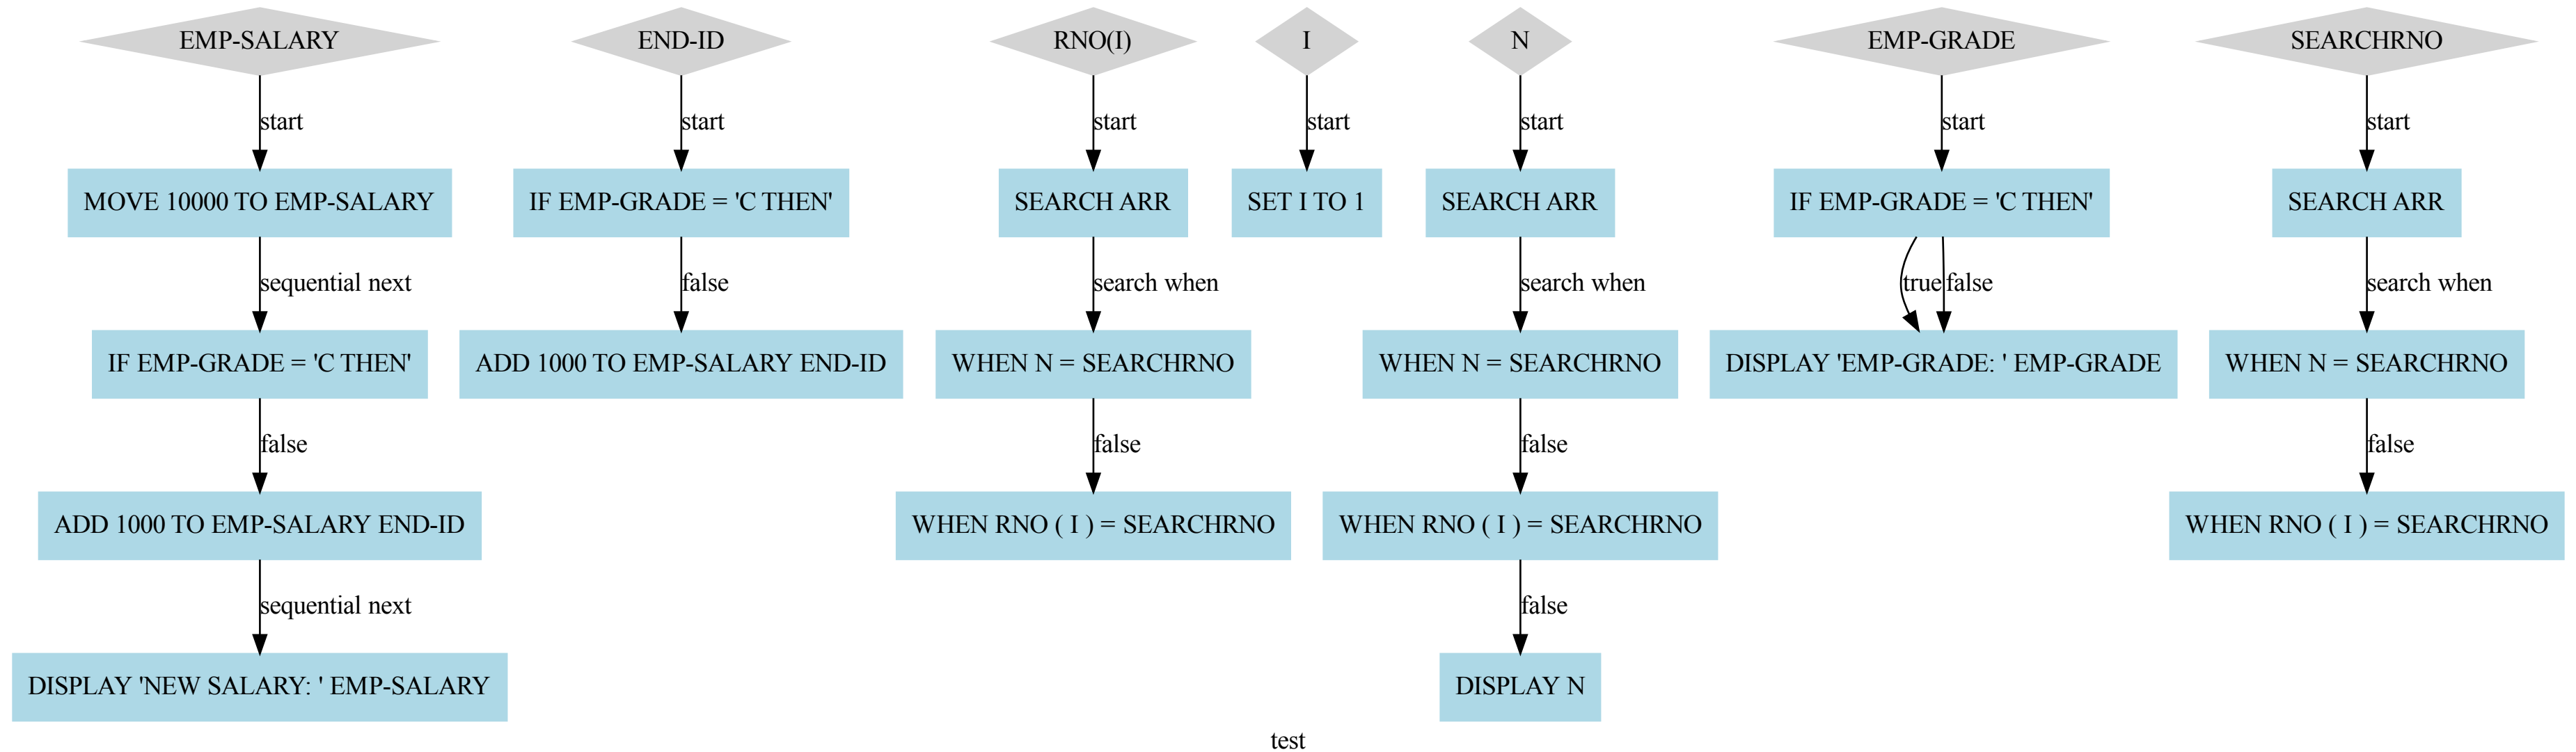 EMP-SALARY
END-ID
RNO(I)
I
N
EMP-GRADE
SEARCHRNO
start
start
start
start
start
start
start
MOVE 10000 TO EMP-SALARY
IF EMP-GRADE = 'C THEN'
SEARCH ARR
SET I TO 1
SEARCH ARR
IF EMP-GRADE = 'C THEN'
SEARCH ARR
sequential next
false
search when
search when
true
false
search when
IF EMP-GRADE = 'C THEN'
ADD 1000 TO EMP-SALARY END-ID
WHEN N = SEARCHRNO
WHEN N = SEARCHRNO
DISPLAY 'EMP-GRADE: ' EMP-GRADE
WHEN N = SEARCHRNO
false
false
false
false
ADD 1000 TO EMP-SALARY END-ID
WHEN RNO ( I ) = SEARCHRNO
WHEN RNO ( I ) = SEARCHRNO
WHEN RNO ( I ) = SEARCHRNO
sequential next
false
DISPLAY 'NEW SALARY: ' EMP-SALARY
DISPLAY N
test